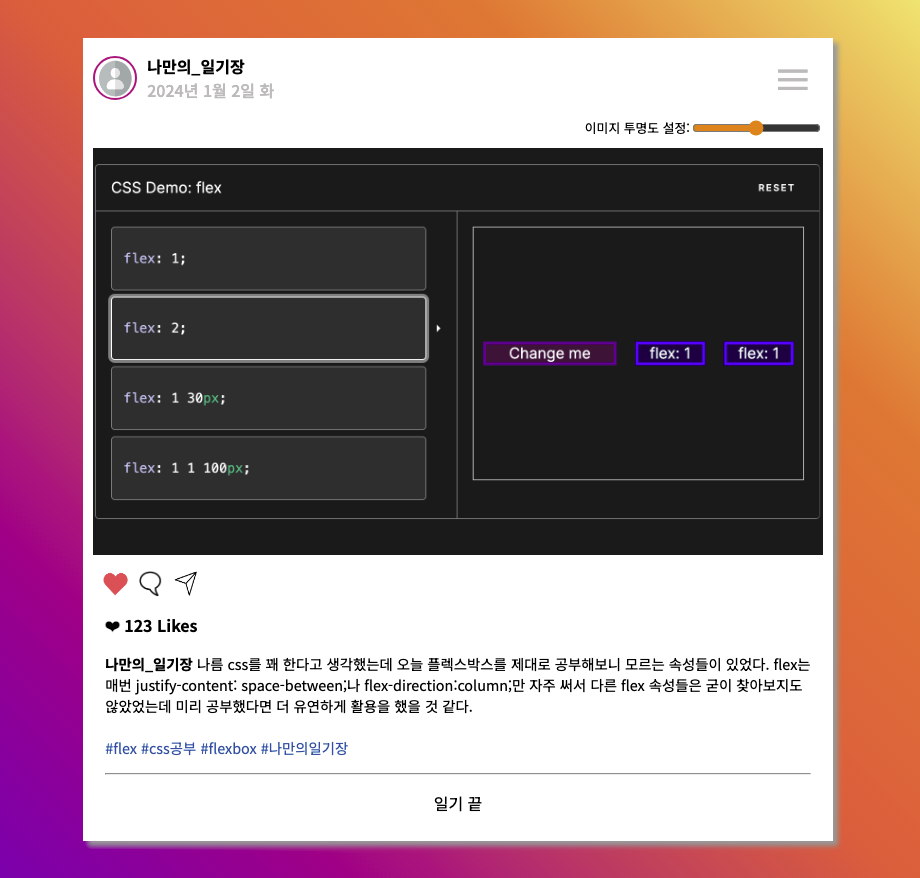 나만의_일기장
2024년 1월 2일 화
이미지 투명도 설정:
CSS Demo: flex
RESET
flex: 1;
flex: 2;
flex: 1 30px;
flex: 1 1 100px;
Change me
flex: 1
flex: 1
❤ 123 Likes
나만의_일기장 나름 css를 꽤 한다고 생각했는데 오늘 플렉스박스를 제대로 공부해보니 모르는 속성들이 있었다. flex는
매번 justify-content: space-between;나 flex-direction:column;만 자주 써서 다른 flex 속성들은 굳이 찾아보지도
않았었는데 미리 공부했다면 더 유연하게 활용을 했을 것 같다.
#flex #css공부 #flexbox #나만의일기장
일기 끝